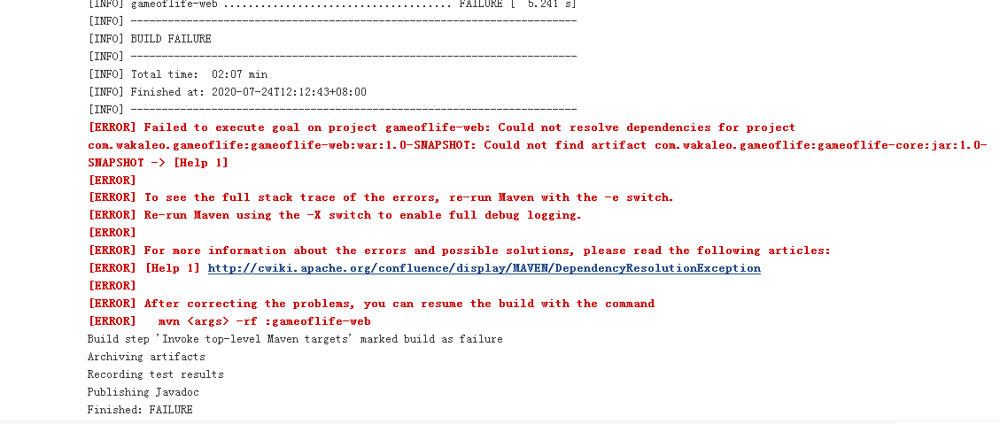 [INFO] gameoflife-web ..................................... FAILURE [  5.241 s]
[INFO] ------------------------------------------------------------------------
[INFO] BUILD FAILURE
[INFO] ------------------------------------------------------------------------
[INFO] Total time:  02:07 min
[INFO] Finished at: 2020-07-24T12:12:43+08:00
[INFO] ------------------------------------------------------------------------
[ERROR] Failed to execute goal on project gameoflife-web: Could not resolve dependencies for project
com.wakaleo.gameoflife:gameoflife-web:war:1.0-SNAPSHOT: Could not find artifact com.wakaleo.gameoflife:gameoflife-core:jar:1.0-
SNAPSHOT -> [Help 1]
[ERROR]
[ERROR] To see the full stack trace of the errors, re-run Maven with the -e switch.
[ERROR] Re-run Maven using the -X switch to enable full debug logging.
[ERROR]
[ERROR] For more information about the errors and possible solutions, please read the following articles:
[ERROR] [Help 1] http://cwiki.apache.org/confluence/display/MAVEN/DependencyResolutionException
[ERROR]
[ERROR] After correcting the problems, you can resume the build with the command
[ERROR]   mvn <args> -rf :gameoflife-web
Build step 'Invoke top-level Maven targets' marked build as failure
Archiving artifacts
Recording test results
Publishing Javadoc
Finished: FAILURE